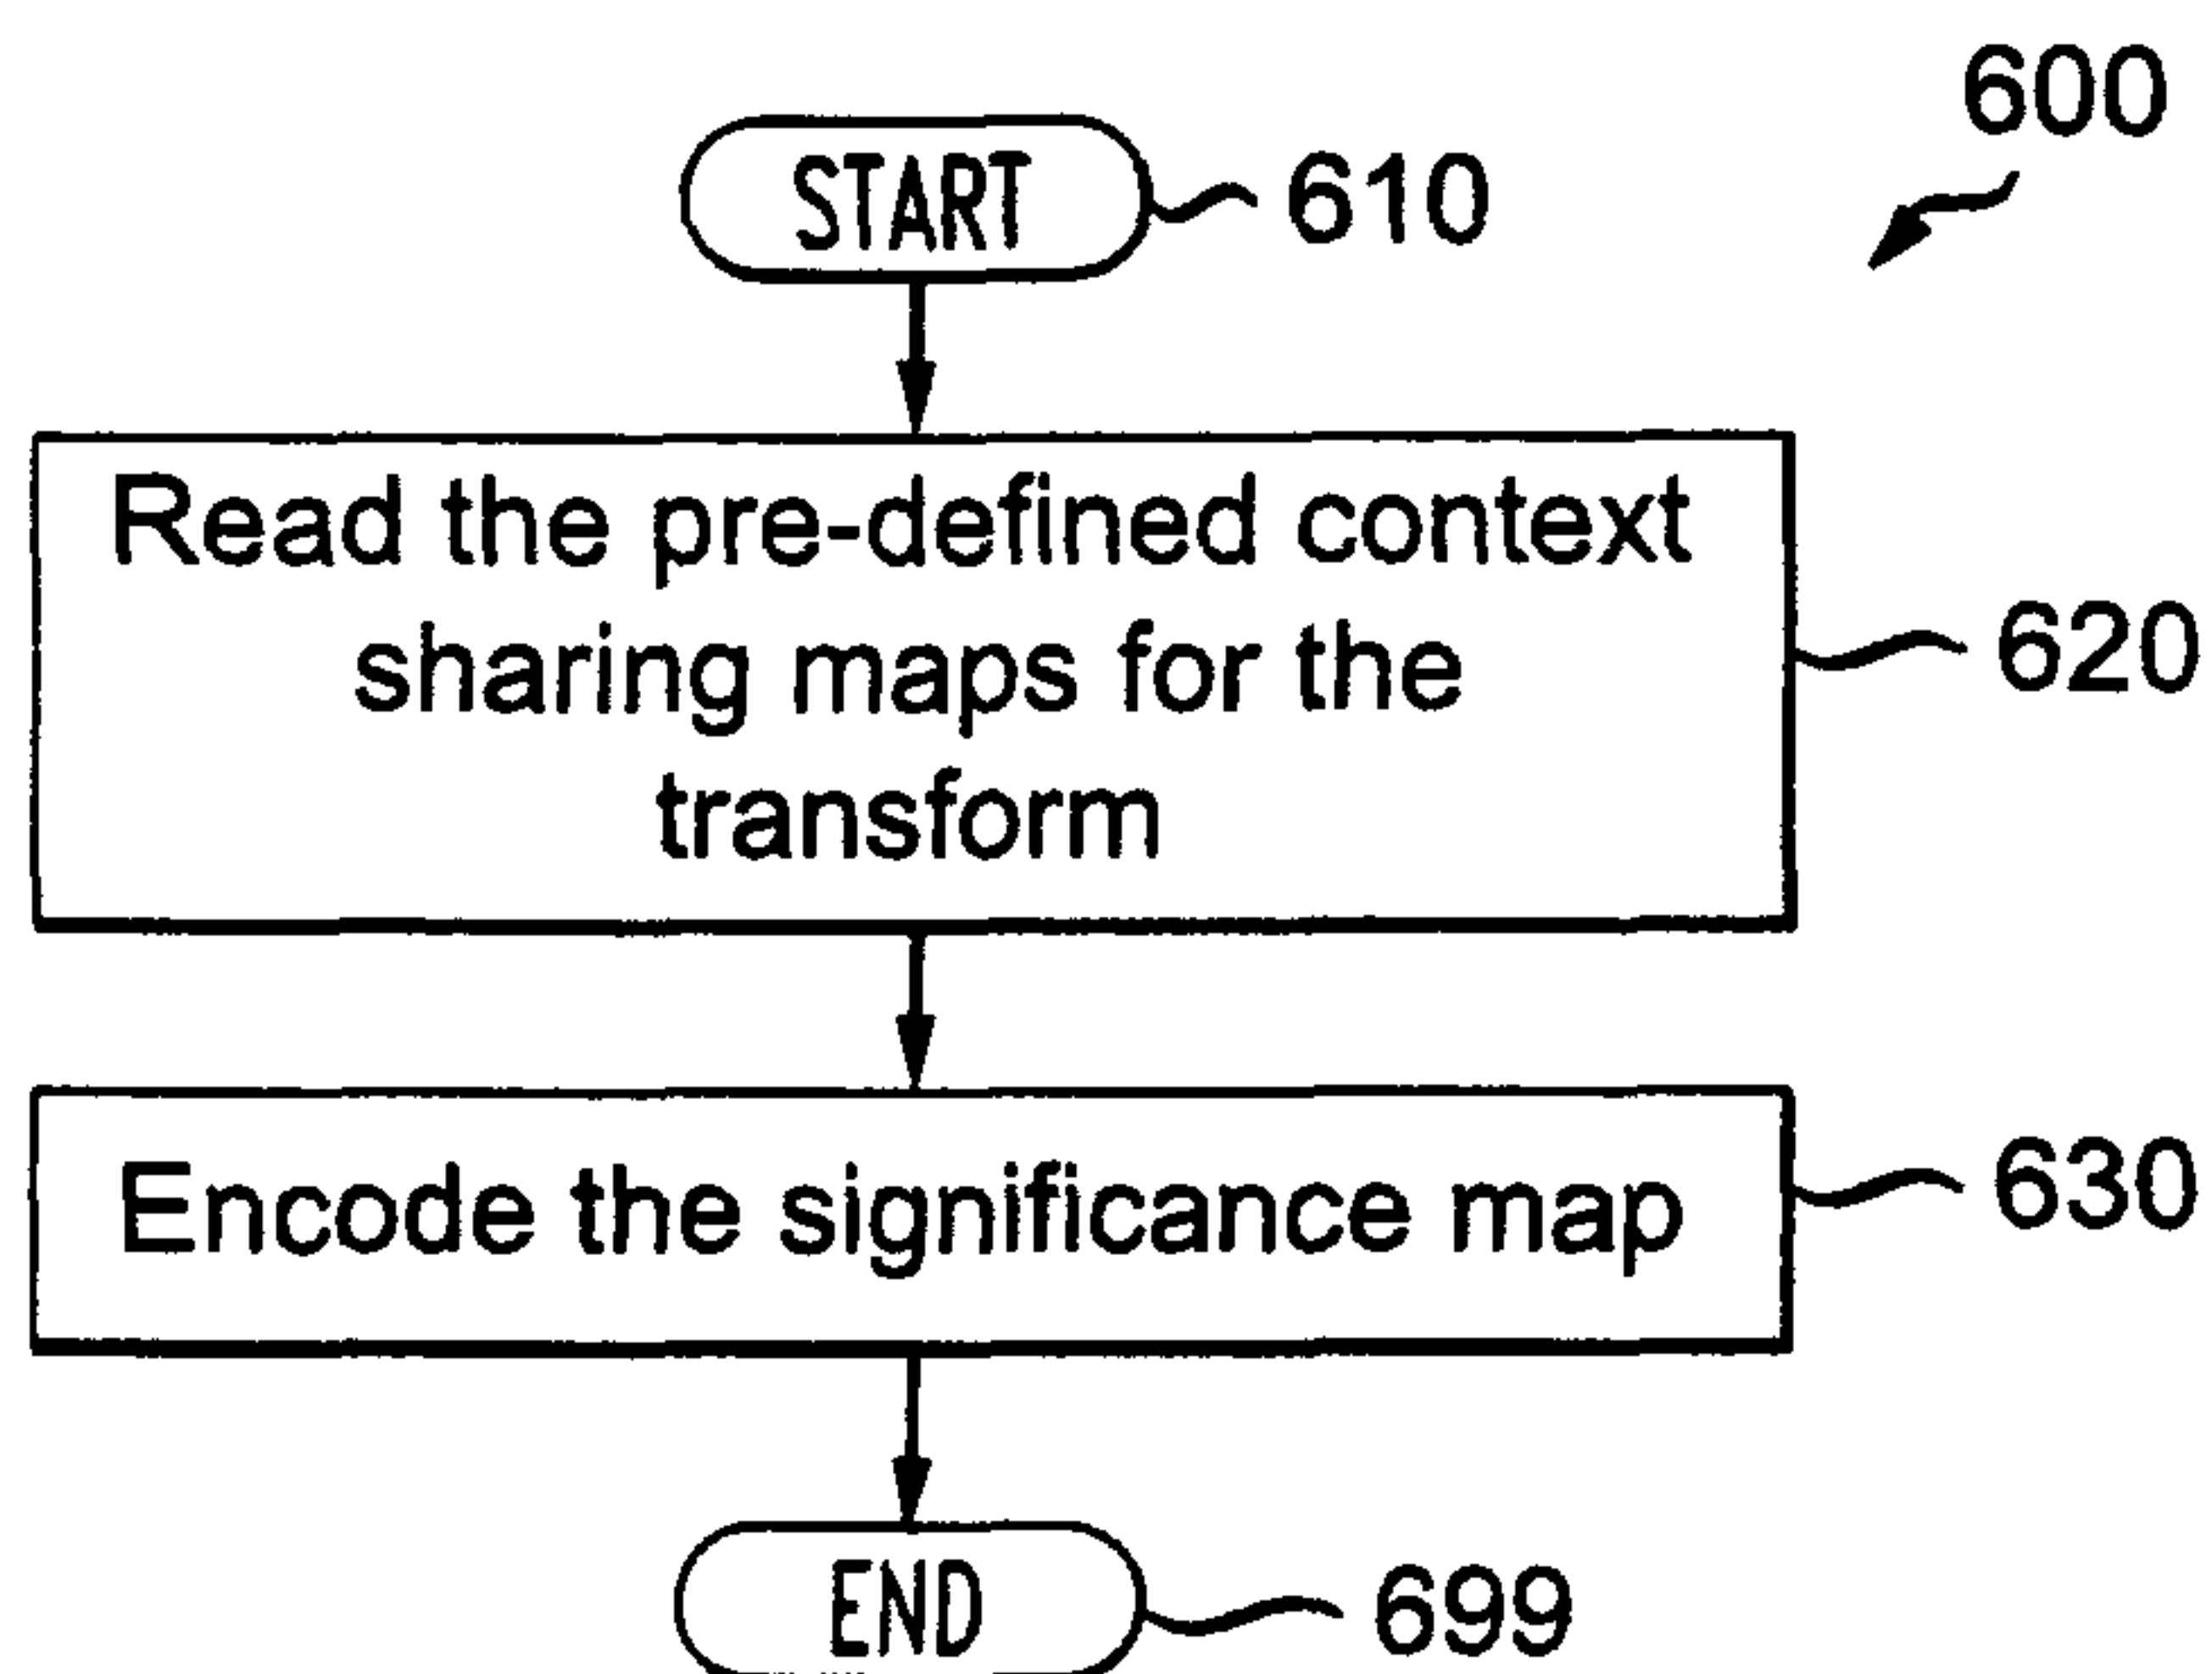 600
START 610
Read the pre-defined context
sharing maps for the
transform
620
Encode the significance map 630
END 699